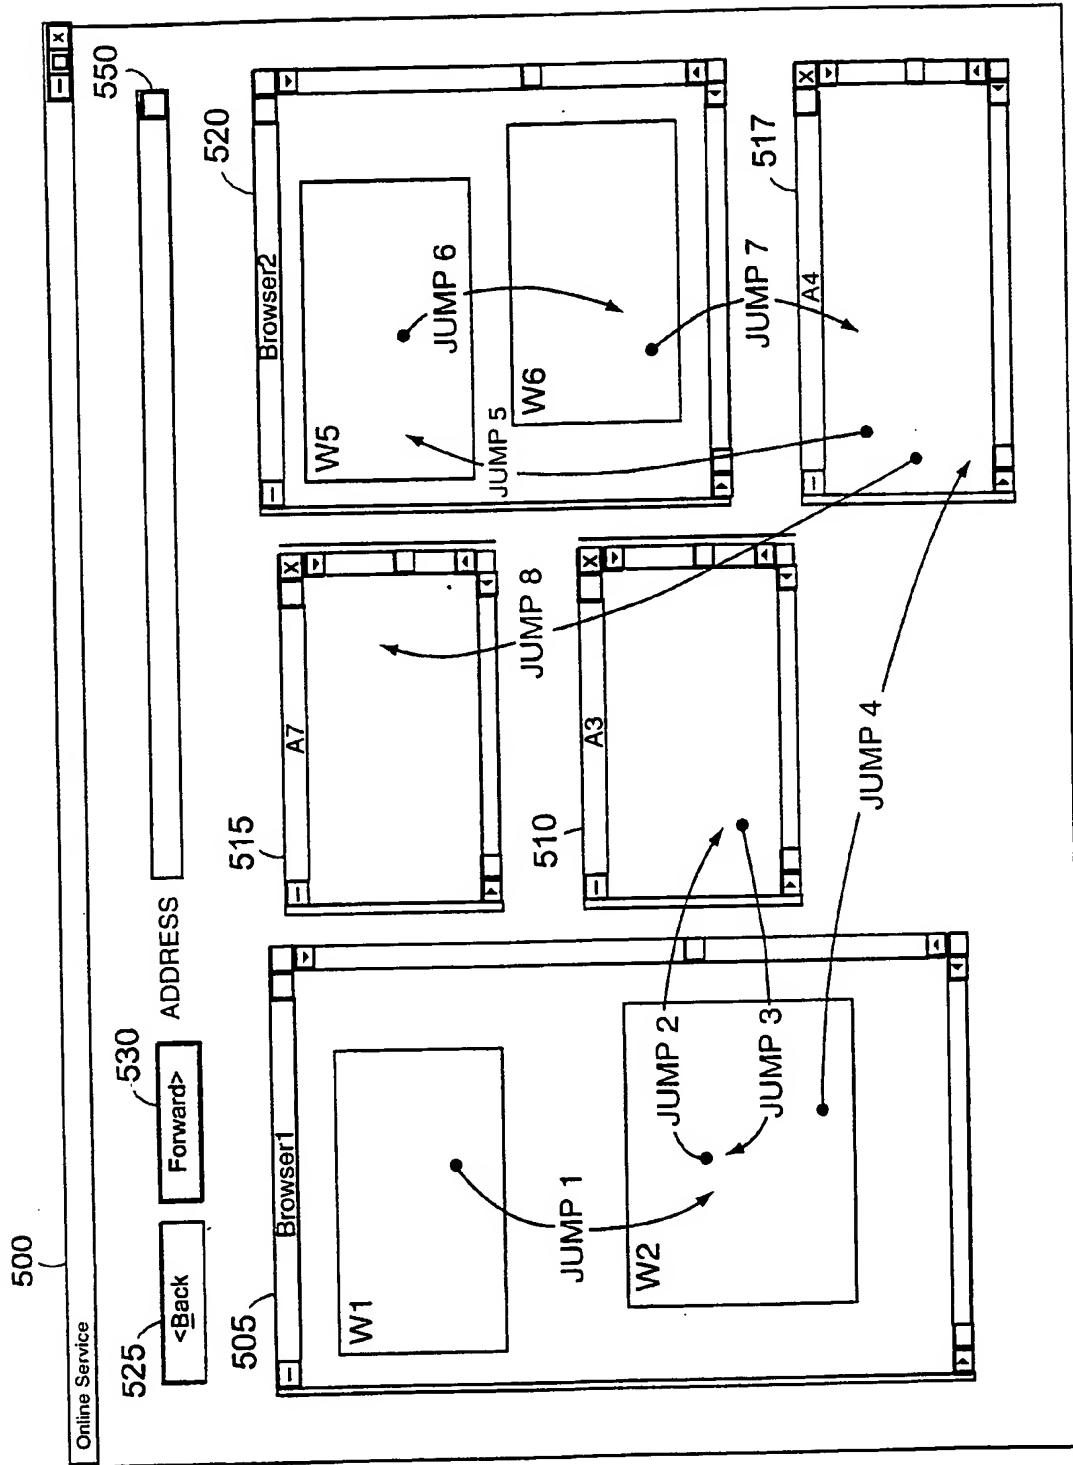 500
Online Service
– □ x
525
<Back
530
Forward>
ADDRESS
550
505
Browser1
W1
JUMP 1
W2
JUMP 2
JUMP 3
515
A7
X
JUMP 8
510
A3
X
JUMP 4
520
Browser2
W5
JUMP 5
JUMP 6
W6
JUMP 7
517
A4
X